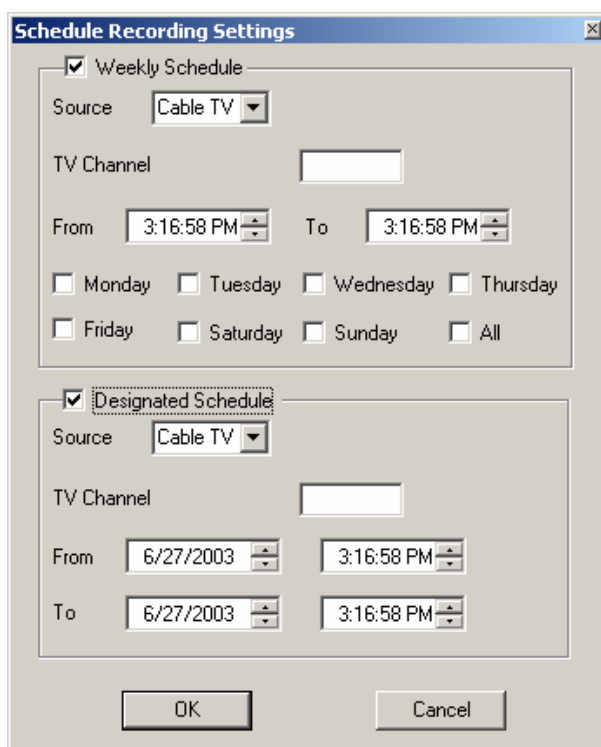 Schedule Recording Settings
Weekly Schedule
Source Cable TV
TV Channel
From 3:16:58 PM To 3:16:58 PM
Monday Tuesday Wednesday Thursday
Friday Saturday Sunday All
Designated Schedule
Source Cable TV
TV Channel
From 6/27/2003 3:16:58 PM
To 6/27/2003 3:16:58 PM
OK Cancel